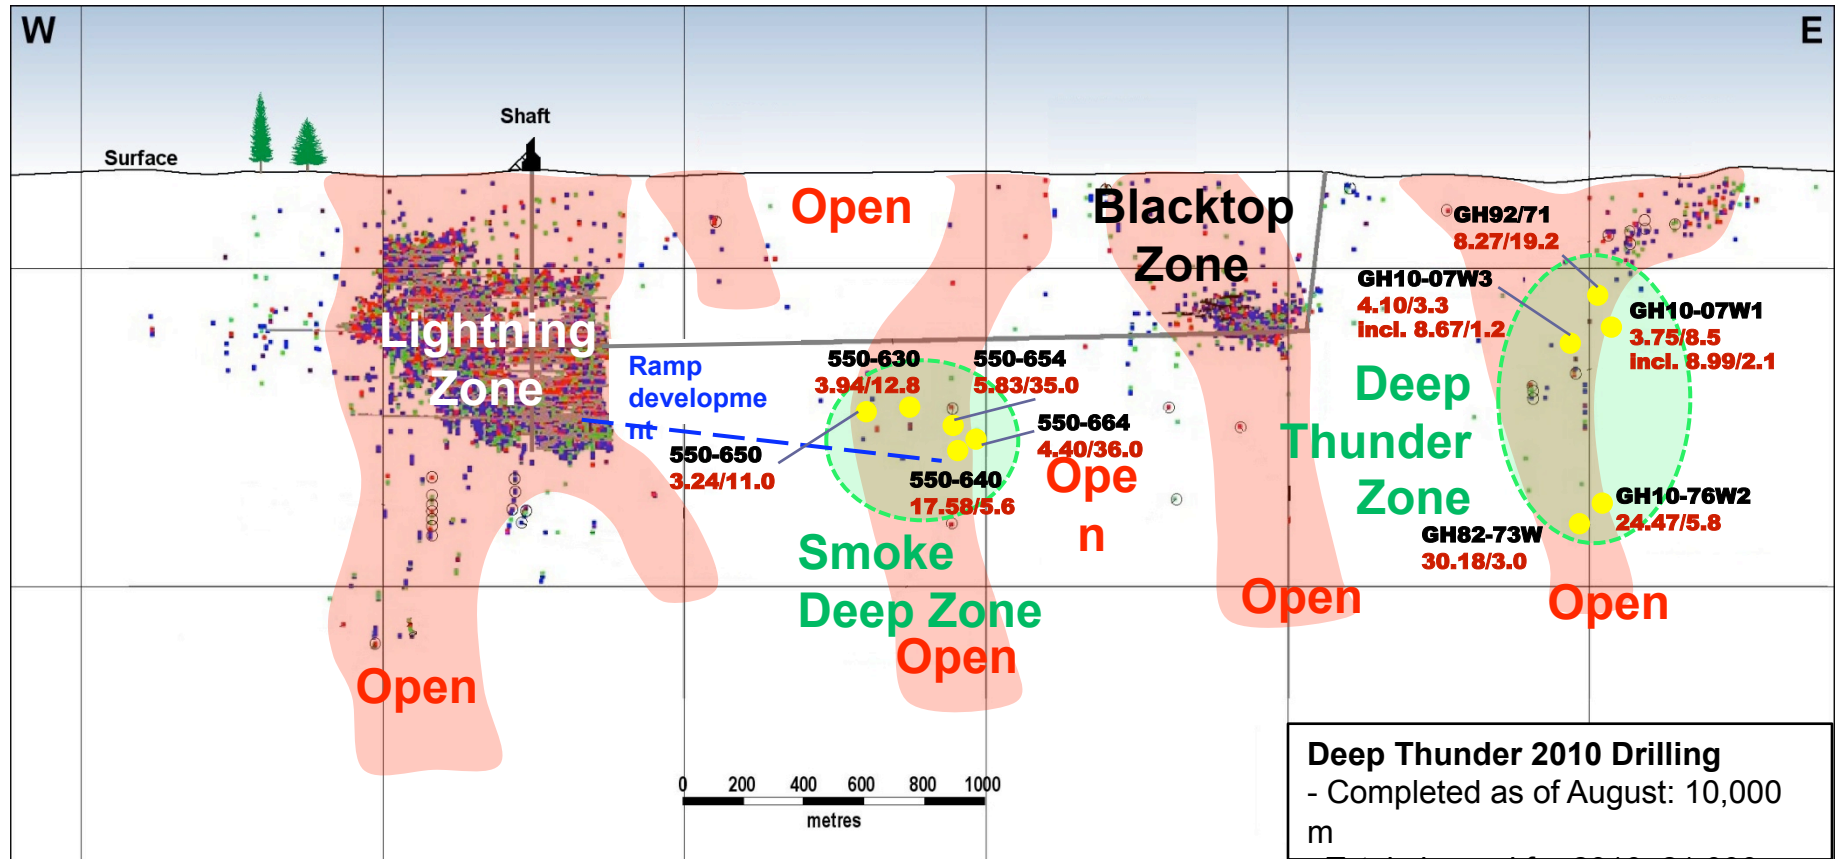 W
E
Shaft
Surface
Open
Blacktop
Zone
GH92/71
8.27/19.2
GH10-07W3
4.10/3.3
incl. 8.67/1.2
GH10-07W1
3.75/8.5
incl. 8.99/2.1
Lightning
Zone
Ramp
developme
nt
550-630
3.94/12.8
550-654
5.83/35.0
550-664
4.40/36.0
550-650
3.24/11.0
550-640
17.58/5.6
Ope
n
Deep
Thunder
Zone
GH10-76W2
24.47/5.8
GH82-73W
30.18/3.0
Smoke
Deep Zone
Open
Open
Open
Open
0 200 400 600 800 1000
metres
Deep Thunder 2010 Drilling
- Completed as of August: 10,000
m